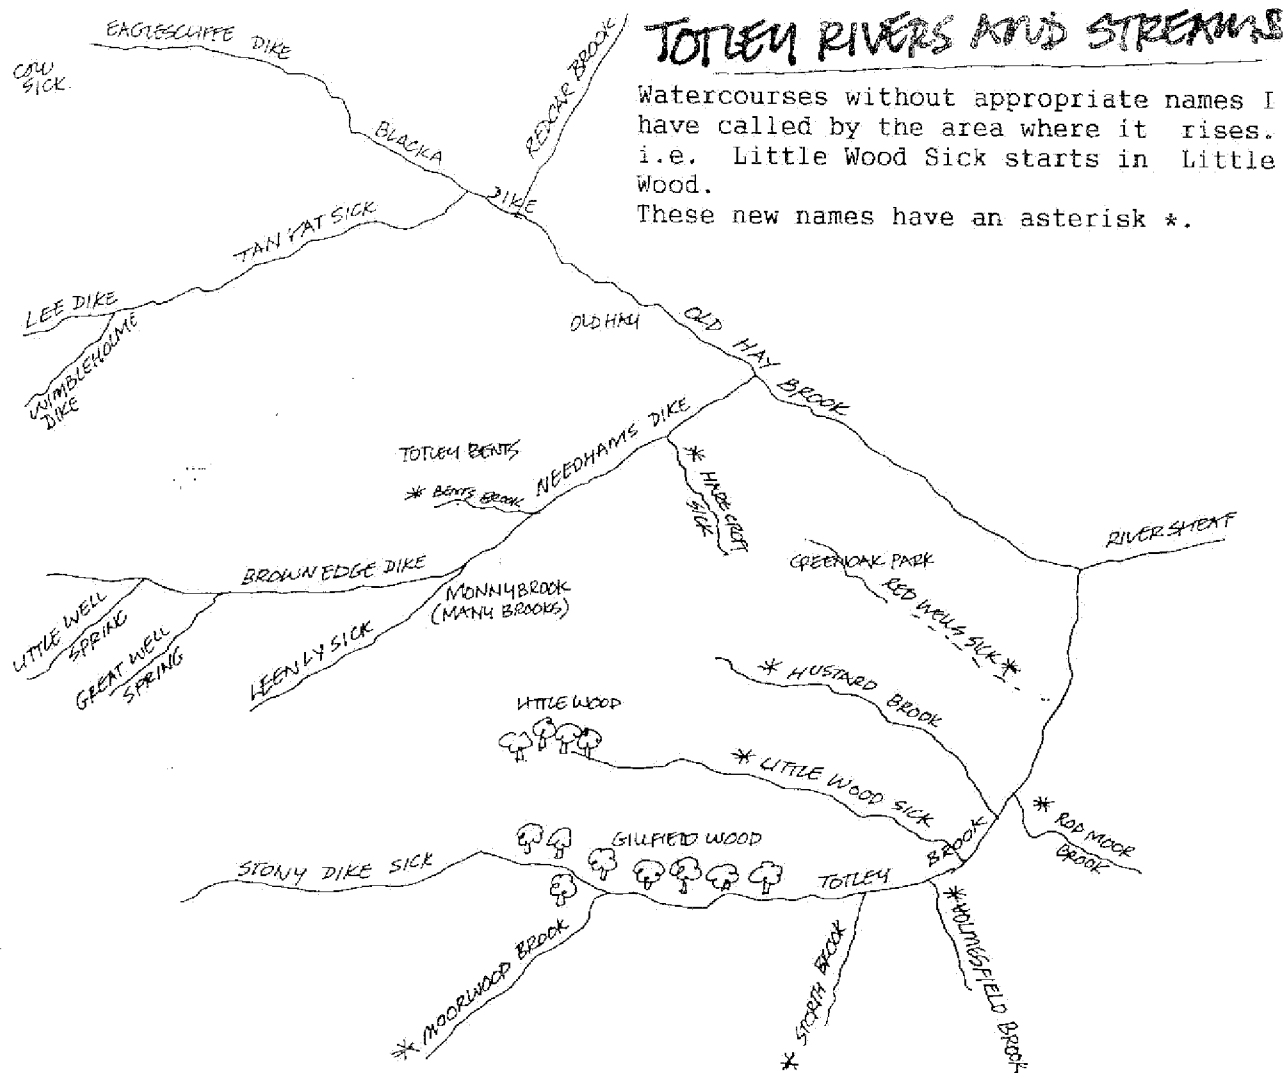 TOTLEY RIVERS AND STREAMS
Watercourses without appropriate names I
have called by the area where it rises.
i.e. Little Wood Sick starts in Little
Wood.
These new names have an asterisk *.
EAGLESCLIFFE DIKE
COW
SICK.
REDCAR BROOK
BLACKA
DIKE
TANYAT SICK
LEE DIKE
WIMBLEHOLME
DIKE
OLD HAY
OLD HAY
BROOK
NEEDHAMS DIKE
TOTLEY BENTS
* BENTS BROOK
* HARE CROFT
SICK
RIVER SHEAF
BROWN EDGE DIKE
MONNYBROOK
(MANY BROOKS)
GREENOAK PARK
RED WELLS SICK *
LITTLE WELL
SPRING
GREAT WELL
SPRING
LEENLY SICK
* HUSTARD BROOK
LITTLE WOOD
* LITTLE WOOD SICK
* ROD MOOR
BROOK
GILLFIELD WOOD
STONY DIKE SICK
TOTLEY
BROOK
* MOORWOOD BROOK
* STORTH BROOK
* HOLMESFIELD BROOK